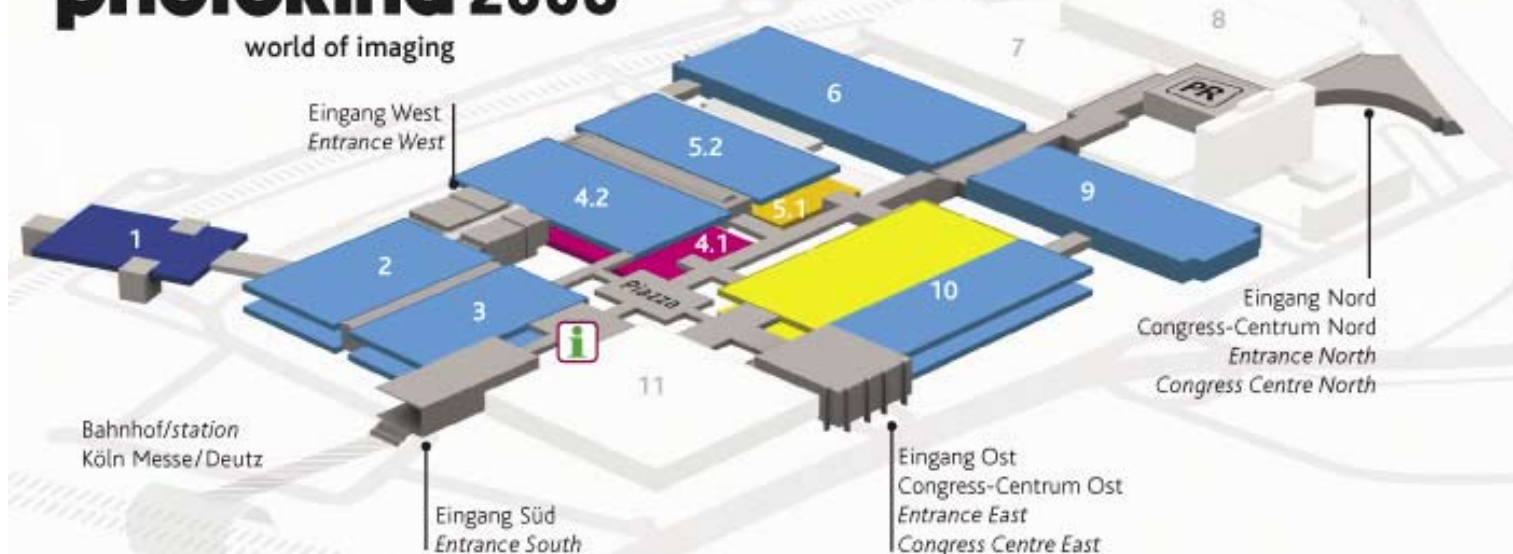 photokina
world of imaging
Eingang West
Entrance West
8
7
6
PR
5.2
9
4.2
5.1
1
4.1
2
10
Piazza
3
i
11
Eingang Nord
Congress-Centrum Nord
Entrance North
Congress Centre North
Bahnhof/station
Köln Messe/Deutz
Eingang Ost
Congress-Centrum Ost
Entrance East
Congress Centre East
Eingang Süd
Entrance South